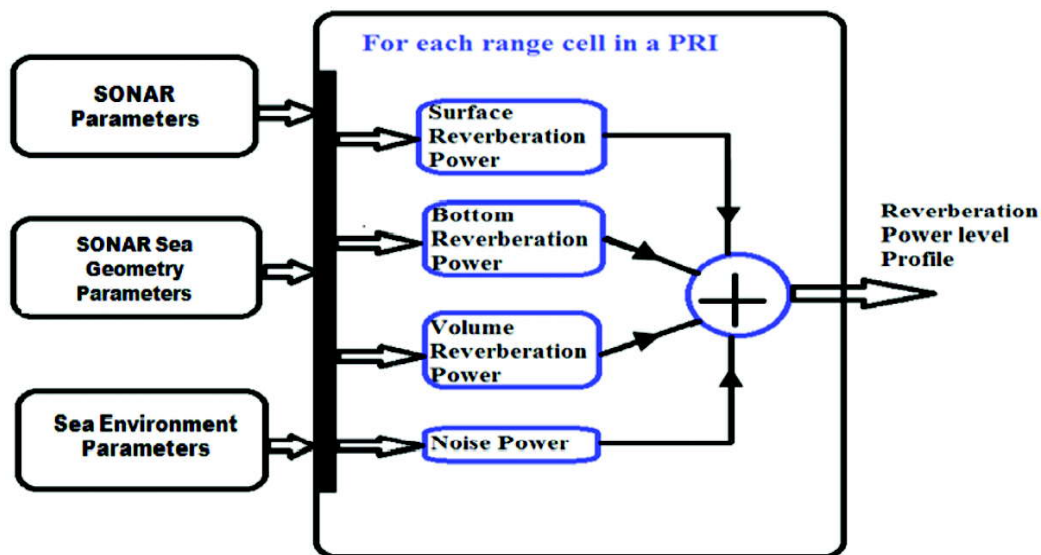 For each range cell in a PRI
SONAR
Parameters
SONAR Sea
Geometry
Parameters
Sea Environment
Parameters
Surface
Reverberation
Power
Bottom
Reverberation
Power
Volume
Reverberation
Power
Noise Power
Reverberation
Power level
Profile